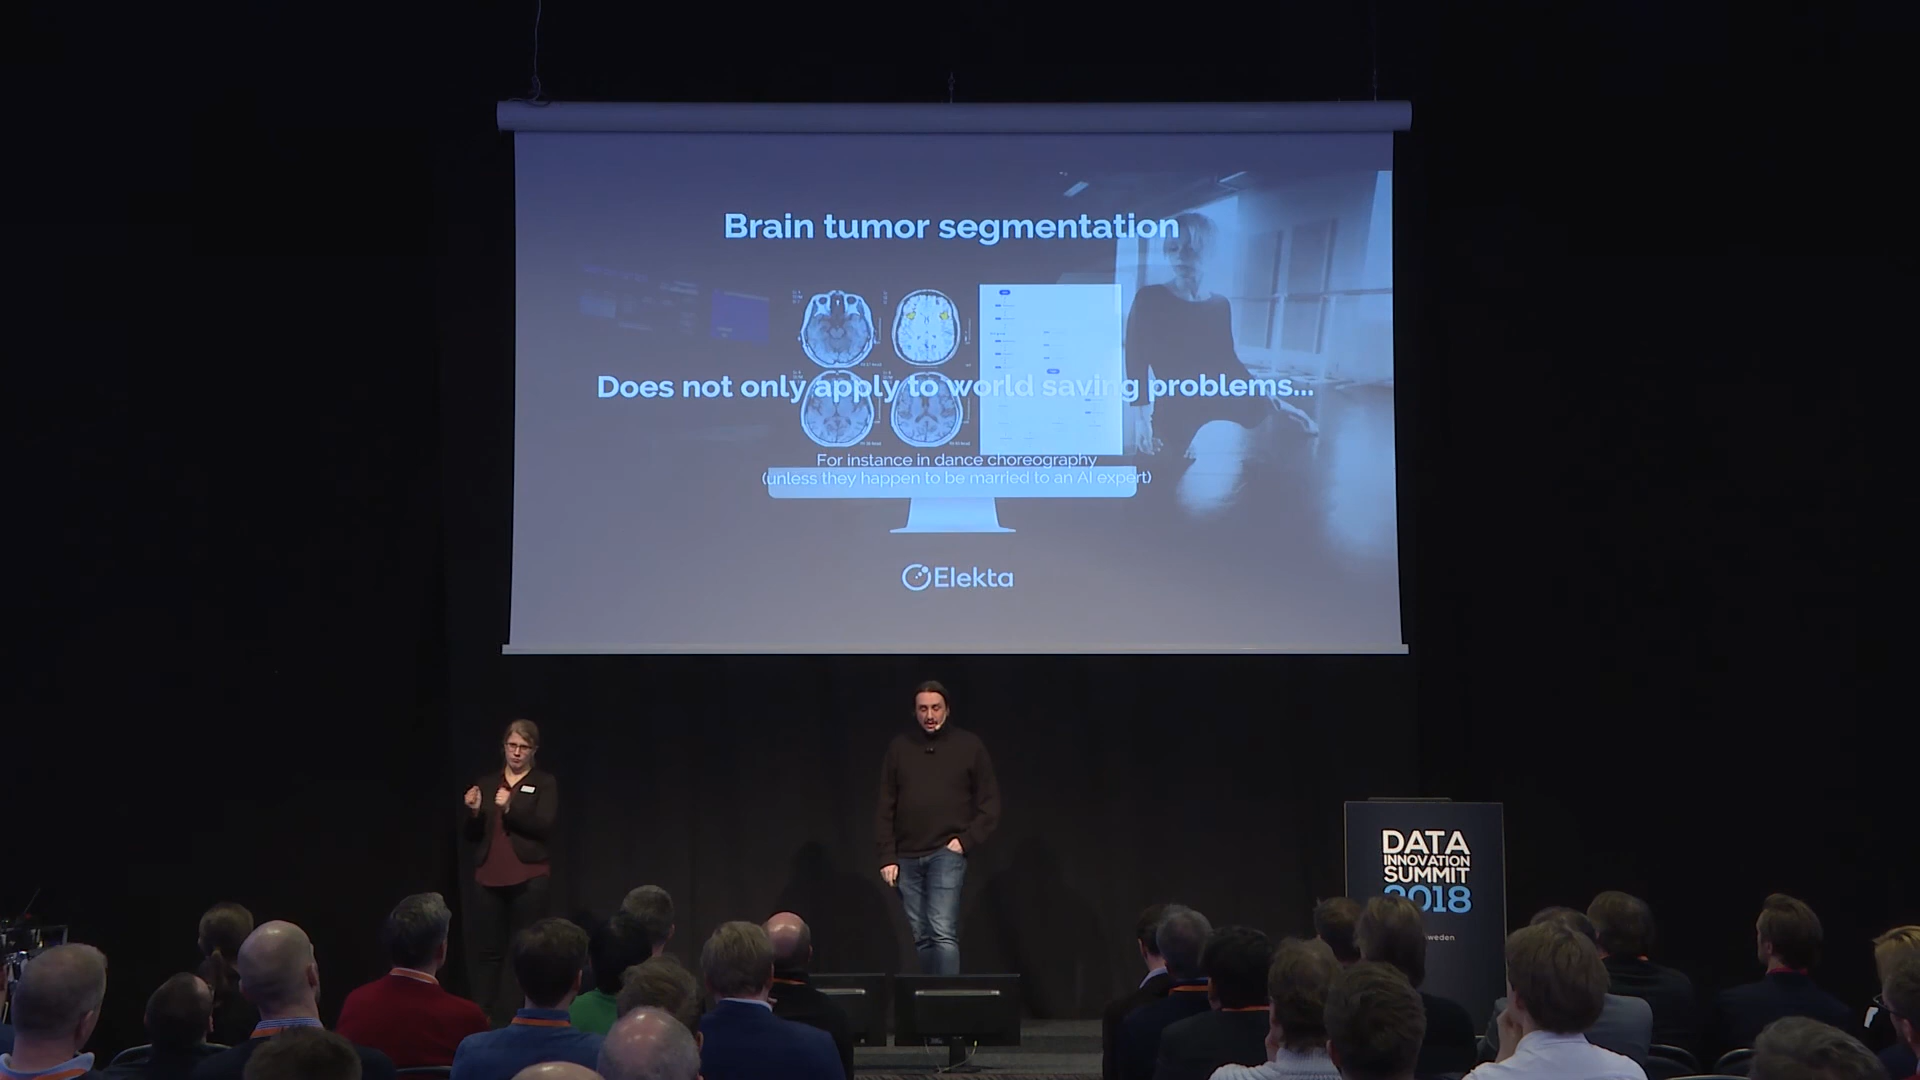 Brain tumor segmentation
Does not only apply to world saving problems...
For instance in dance choreography
(unless they happen to be married to an AI expert)
Elekta
DATA
INNOVATION
SUMMIT
2018
weden